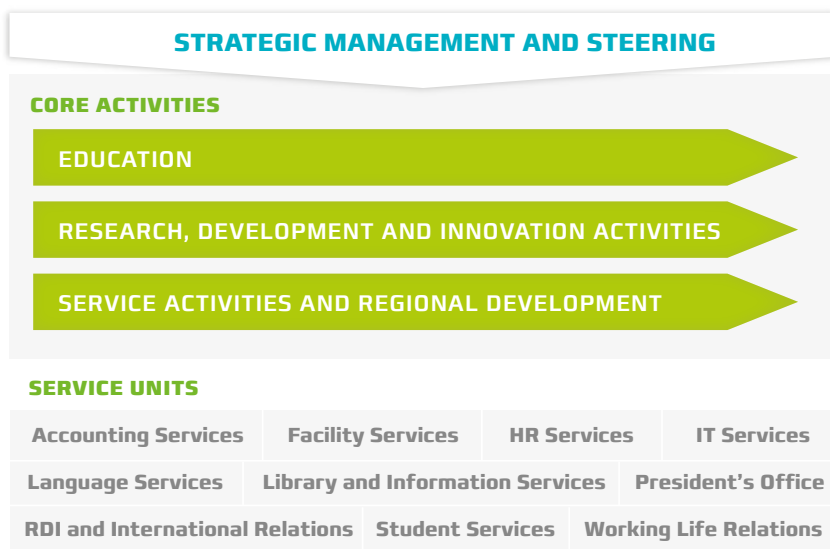 STRATEGIC MANAGEMENT AND STEERING
CORE ACTIVITIES
EDUCATION
RESEARCH, DEVELOPMENT AND INNOVATION ACTIVITIES
SERVICE ACTIVITIES AND REGIONAL DEVELOPMENT
SERVICE UNITS
Accounting Services Facility Services HR Services IT Services
Language Services Library and Information Services President's Office
RDI and International Relations Student Services Working Life Relations